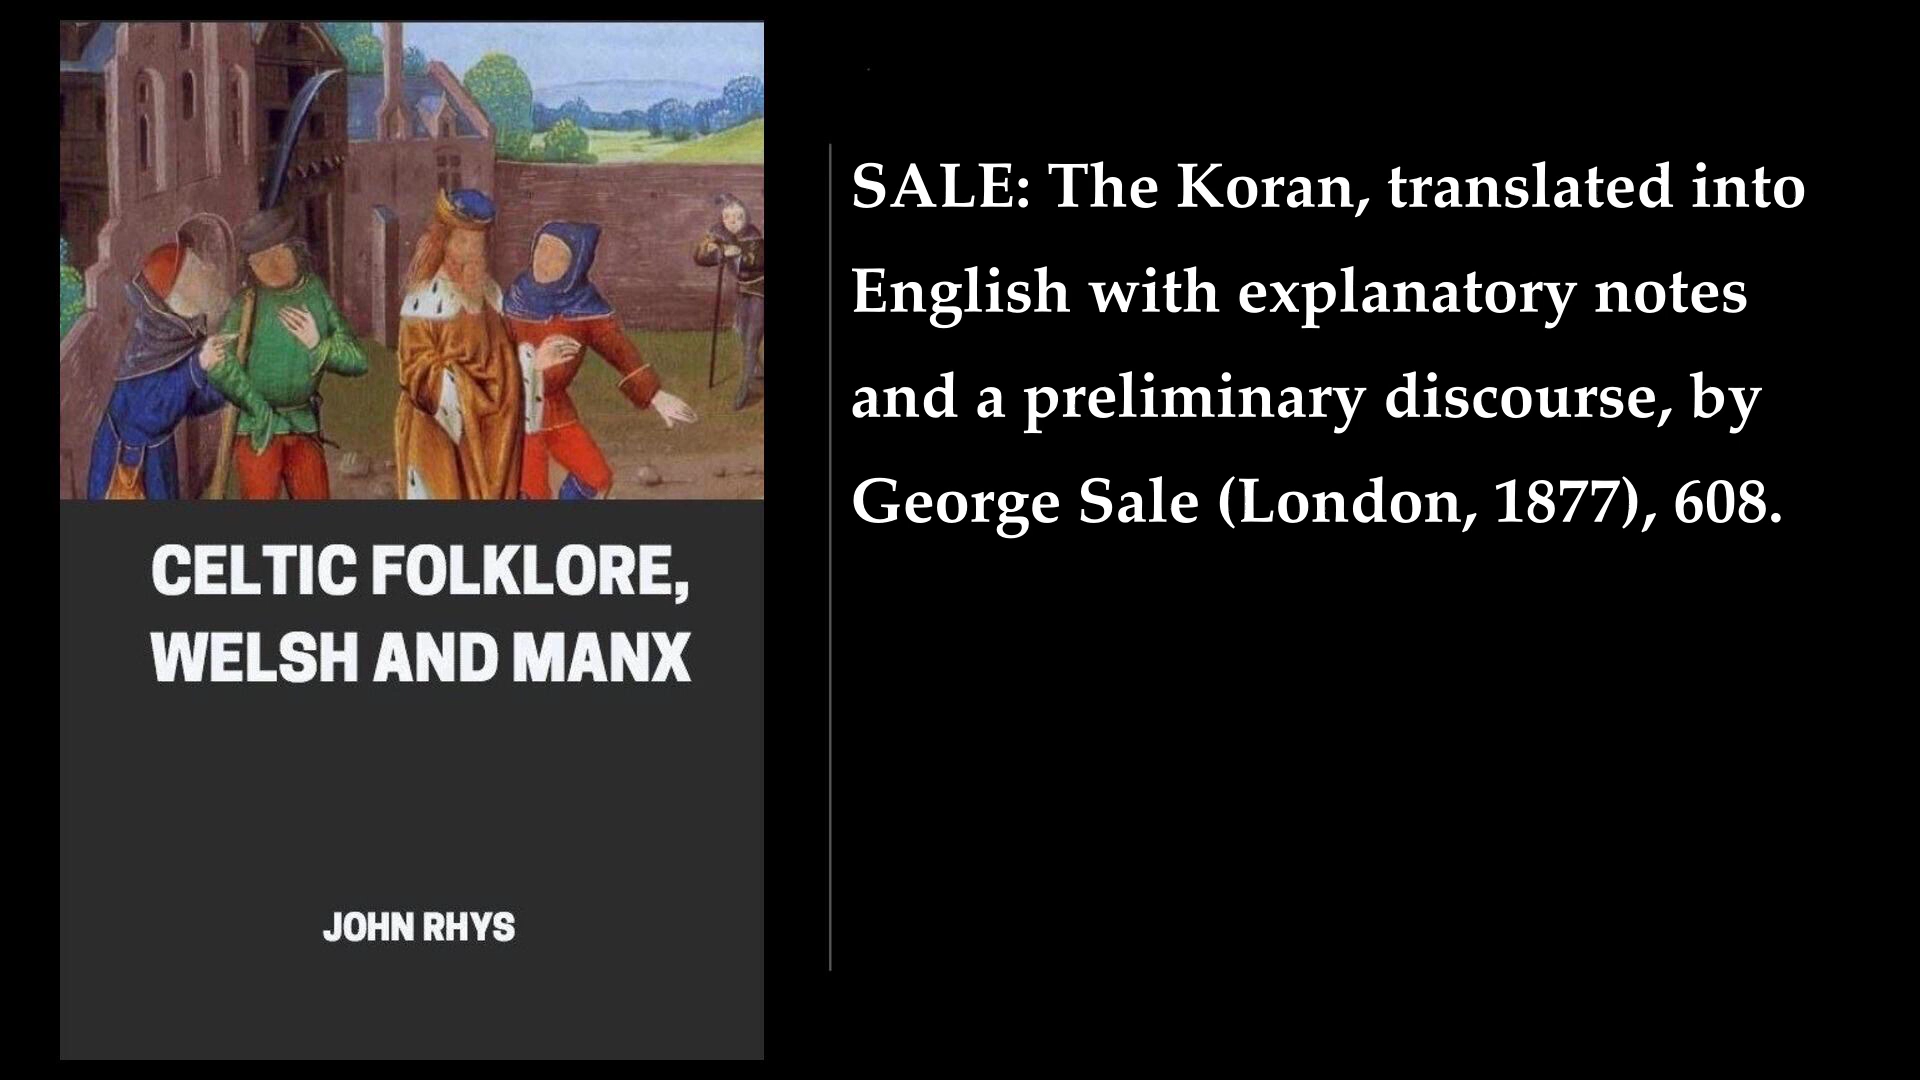 CELTIC FOLKLORE,
WELSH AND MANX
JOHN RHYS
SALE: The Koran, translated into
English with explanatory notes
and a preliminary discourse, by
George Sale (London, 1877), 608.